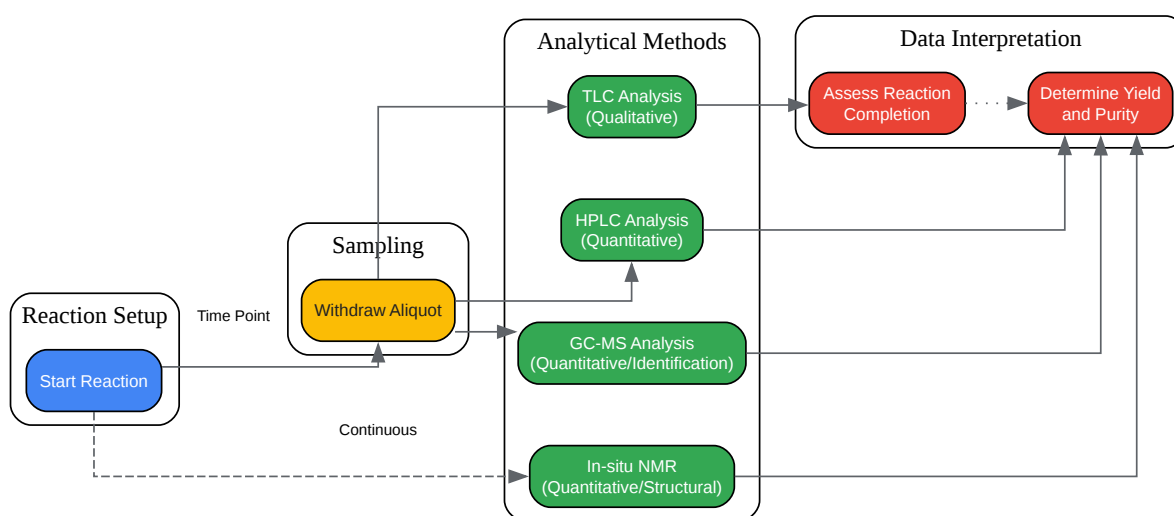 Reaction Setup
Start Reaction
Time Point
Continuous
Sampling
Withdraw Aliquot
Analytical Methods
TLC Analysis
(Qualitative)
HPLC Analysis
(Quantitative)
GC-MS Analysis
(Quantitative/Identification)
In-situ NMR
(Quantitative/Structural)
Data Interpretation
Assess Reaction
Completion
Determine Yield
and Purity